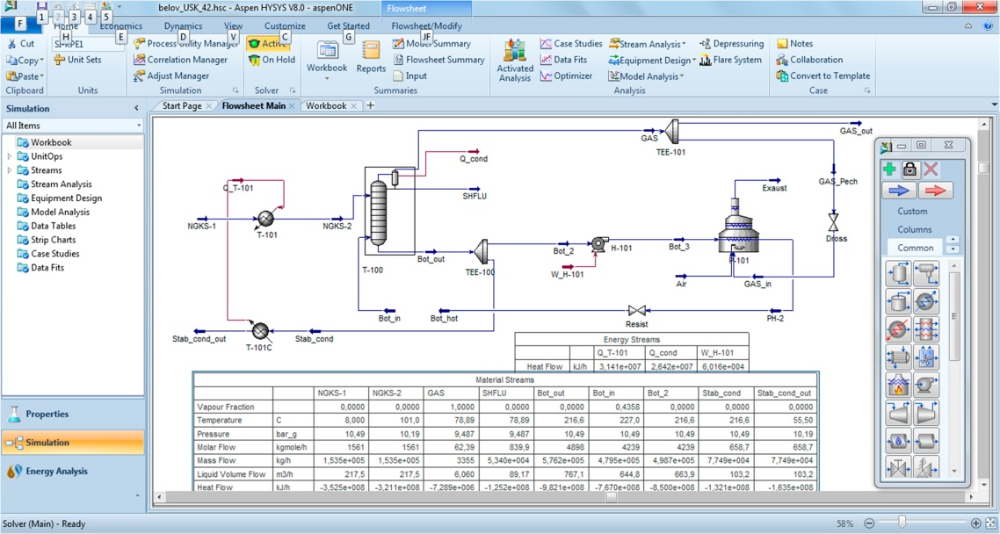 belov_USK_42.hsc - Aspen HYSYS V8.0 - aspenONE
Flowsheet
1 2 3 4 5
F Home Economics Dynamics View Customize Get Started Flowsheet/Modify
H E D V C G JF
Cut
Copy
Paste
Clipboard
SI-KPE1
Unit Sets
Units
Process Utility Manager
Correlation Manager
Adjust Manager
Simulation
Active
On Hold
Solver
Workbook
Reports
Model Summary
Flowsheet Summary
Input
Summaries
Activated
Analysis
Case Studies
Data Fits
Optimizer
Stream Analysis
Equipment Design
Model Analysis
Depressuring
Flare System
Analysis
Notes
Collaboration
Convert to Template
Case
Simulation
All Items
Workbook
UnitOps
Streams
Stream Analysis
Equipment Design
Model Analysis
Data Tables
Strip Charts
Case Studies
Data Fits
Properties
Simulation
Energy Analysis
Start Page
Flowsheet Main
Workbook
GAS
TEE-101
GAS_out
Q_cond
SHFLU
Q_T-101
NGKS-1
T-101
NGKS-2
T-100
Bot_out
TEE-100
Bot_2
H-101
W_H-101
Bot_3
Exaust
P-101
GAS_Pech
Dross
Air
GAS_in
Bot_in
Bot_hot
Resist
PH-2
Stab_cond_out
T-101C
Stab_cond
Custom
Columns
Common
Energy Streams
Q_T-101 Q_cond W_H-101
Heat Flow kJ/h 3,141e+007 2,642e+007 6,016e+004
Material Streams
NGKS-1 NGKS-2 GAS SHFLU Bot_out Bot_in Bot_2 Stab_cond Stab_cond_out
Vapour Fraction 0,0000 0,0000 1,0000 0,0000 0,0000 0,4358 0,0000 0,0000 0,0000
Temperature C 8,000 101,0 78,89 78,89 216,6 227,0 216,6 216,6 55,50
Pressure bar_g 10,49 10,19 9,487 9,487 10,49 10,49 10,49 10,49 10,19
Molar Flow kgmole/h 1561 1561 62,39 839,9 4898 4239 4239 658,7 658,7
Mass Flow kg/h 1,535e+005 1,535e+005 3355 5,340e+004 5,762e+005 4,795e+005 4,987e+005 7,749e+004 7,749e+004
Liquid Volume Flow m3/h 217,5 217,5 6,060 89,17 767,1 644,8 663,9 103,2 103,2
Heat Flow kJ/h -3,525e+008 -3,211e+008 -7,289e+006 -1,252e+008 -9,821e+008 -7,670e+008 -8,500e+008 -1,321e+008 -1,635e+008
Solver (Main) - Ready
58%